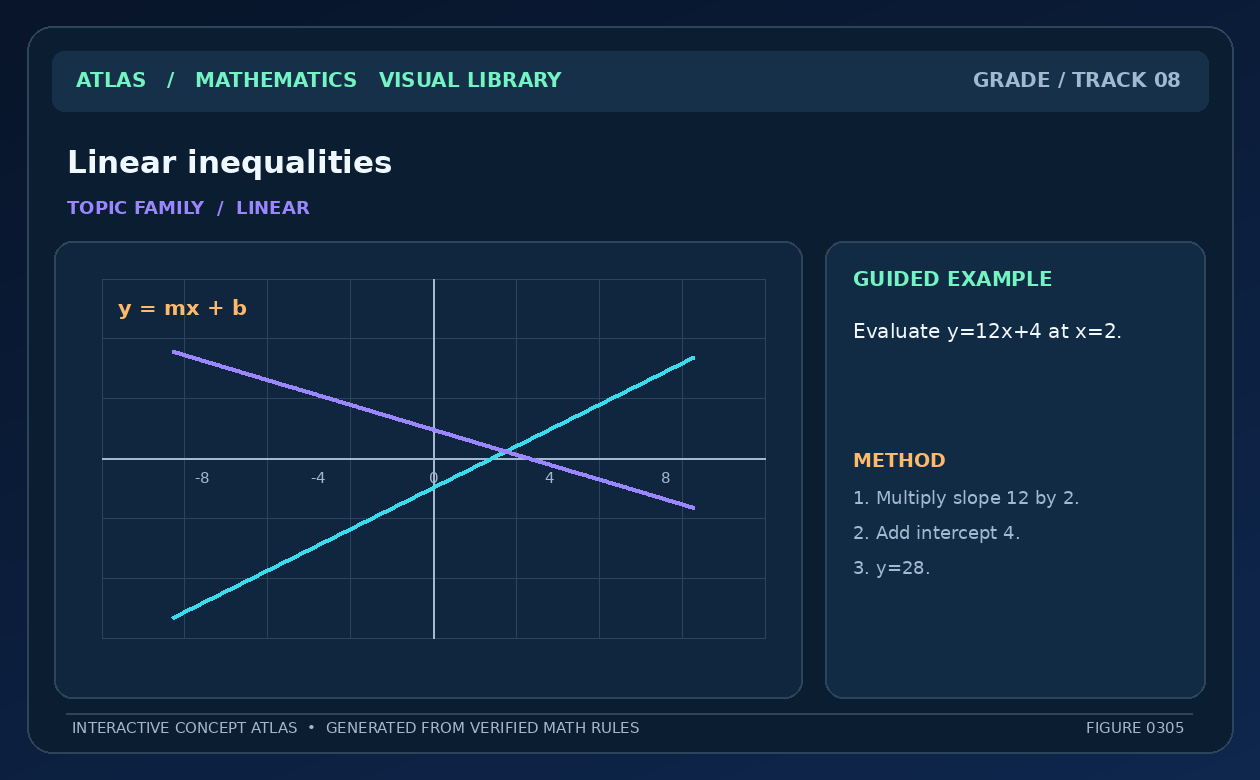 ATLAS / MATHEMATICS VISUAL LIBRARY
GRADE / TRACK 08
Linear inequalities
TOPIC FAMILY / LINEAR
y = mx + b
-8 -4 0 4 8
GUIDED EXAMPLE
Evaluate y=12x+4 at x=2.
METHOD
1. Multiply slope 12 by 2.
2. Add intercept 4.
3. y=28.
INTERACTIVE CONCEPT ATLAS • GENERATED FROM VERIFIED MATH RULES
FIGURE 0305